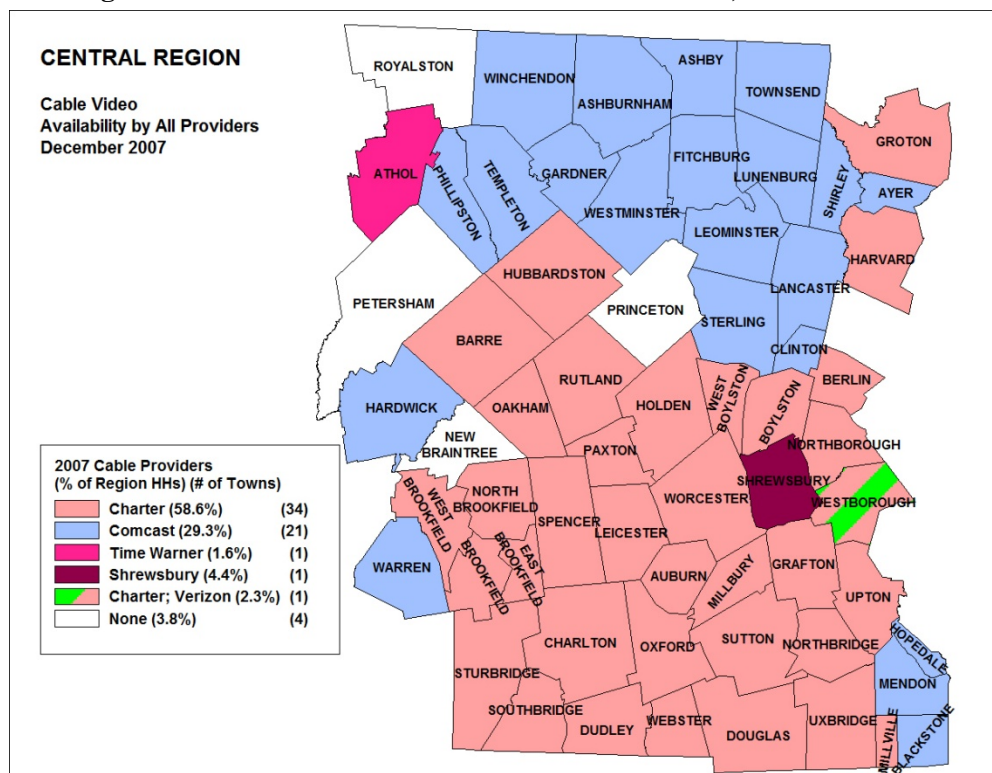 CENTRAL REGION
Cable Video
Availability by All Providers
December 2007
ROYALSTON
WINCHENDON
ASHBURNHAM
ASHBY
TOWNSEND
GROTON
ATHOL
PHILLIPSTON
TEMPLETON
GARDNER
WESTMINSTER
FITCHBURG
LUNENBURG
SHIRLEY
AYER
LEOMINSTER
HARVARD
HUBBARDSTON
LANCASTER
PETERSHAM
PRINCETON
STERLING
BARRE
CLINTON
RUTLAND
WEST
BOYLSTON
BERLIN
HARDWICK
OAKHAM
HOLDEN
BOYLSTON
NEW
BRAINTREE
PAXTON
NORTHBOROUGH
SHREWSBURY
WORCESTER
WESTBOROUGH
WEST
BROOKFIELD
NORTH
BROOKFIELD
SPENCER
LEICESTER
WARREN
BROOKFIELD
EAST
BROOKFIELD
AUBURN
MILLBURY
GRAFTON
UPTON
CHARLTON
OXFORD
SUTTON
NORTHBRIDGE
HOPEDALE
STURBRIDGE
MENDON
SOUTHBRIDGE
DUDLEY
WEBSTER
DOUGLAS
UXBRIDGE
MILLVILLE
BLACKSTONE
2007 Cable Providers
(% of Region HHs) (# of Towns)
Charter (58.6%) (34)
Comcast (29.3%) (21)
Time Warner (1.6%) (1)
Shrewsbury (4.4%) (1)
Charter; Verizon (2.3%) (1)
None (3.8%) (4)